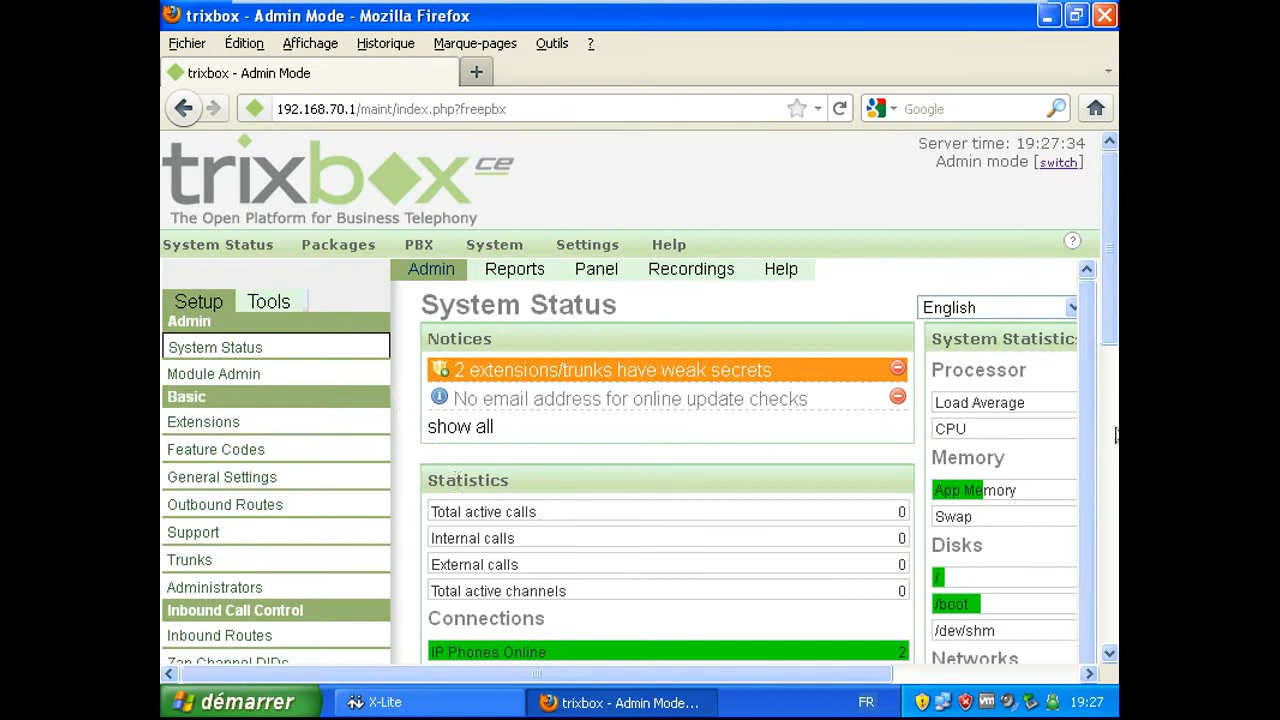 trixbox - Admin Mode - Mozilla Firefox
Fichier Édition Affichage Historique Marque-pages Outils ?
trixbox - Admin Mode
192.168.70.1/maint/index.php?freepbx
Google
trixbox ce
The Open Platform for Business Telephony
Server time: 19:27:34
Admin mode [switch]
System Status Packages PBX System Settings Help ?
Admin Reports Panel Recordings Help
Setup Tools
Admin
System Status
Module Admin
Basic
Extensions
Feature Codes
General Settings
Outbound Routes
Support
Trunks
Administrators
Inbound Call Control
Inbound Routes
Zap Channel DIDs
System Status
English
Notices
2 extensions/trunks have weak secrets
No email address for online update checks
show all
Statistics
Total active calls 0
Internal calls 0
External calls 0
Total active channels 0
Connections
IP Phones Online 2
System Statistics
Processor
Load Average
CPU
Memory
App Memory
Swap
Disks
/
/boot
/dev/shm
Networks
démarrer X-Lite trixbox - Admin Mode... FR 19:27